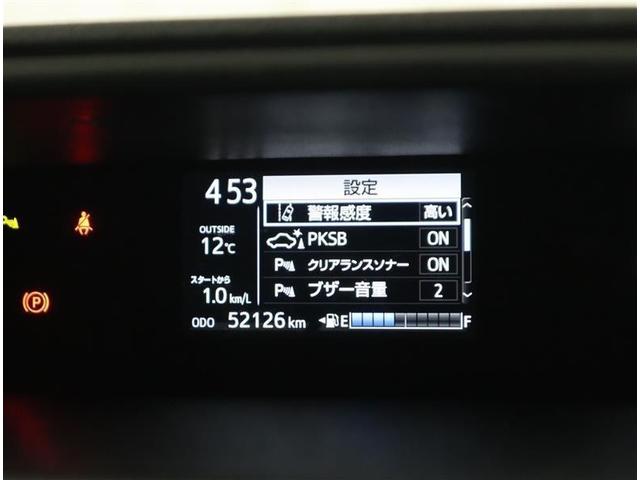 4 53
設定
警報感度 高い
OUTSIDE
12℃
PKSB ON
P クリアランスソナー ON
スタートから
1.0 km/L
P ブザー音量 2
ODO 52126 km
E F
P